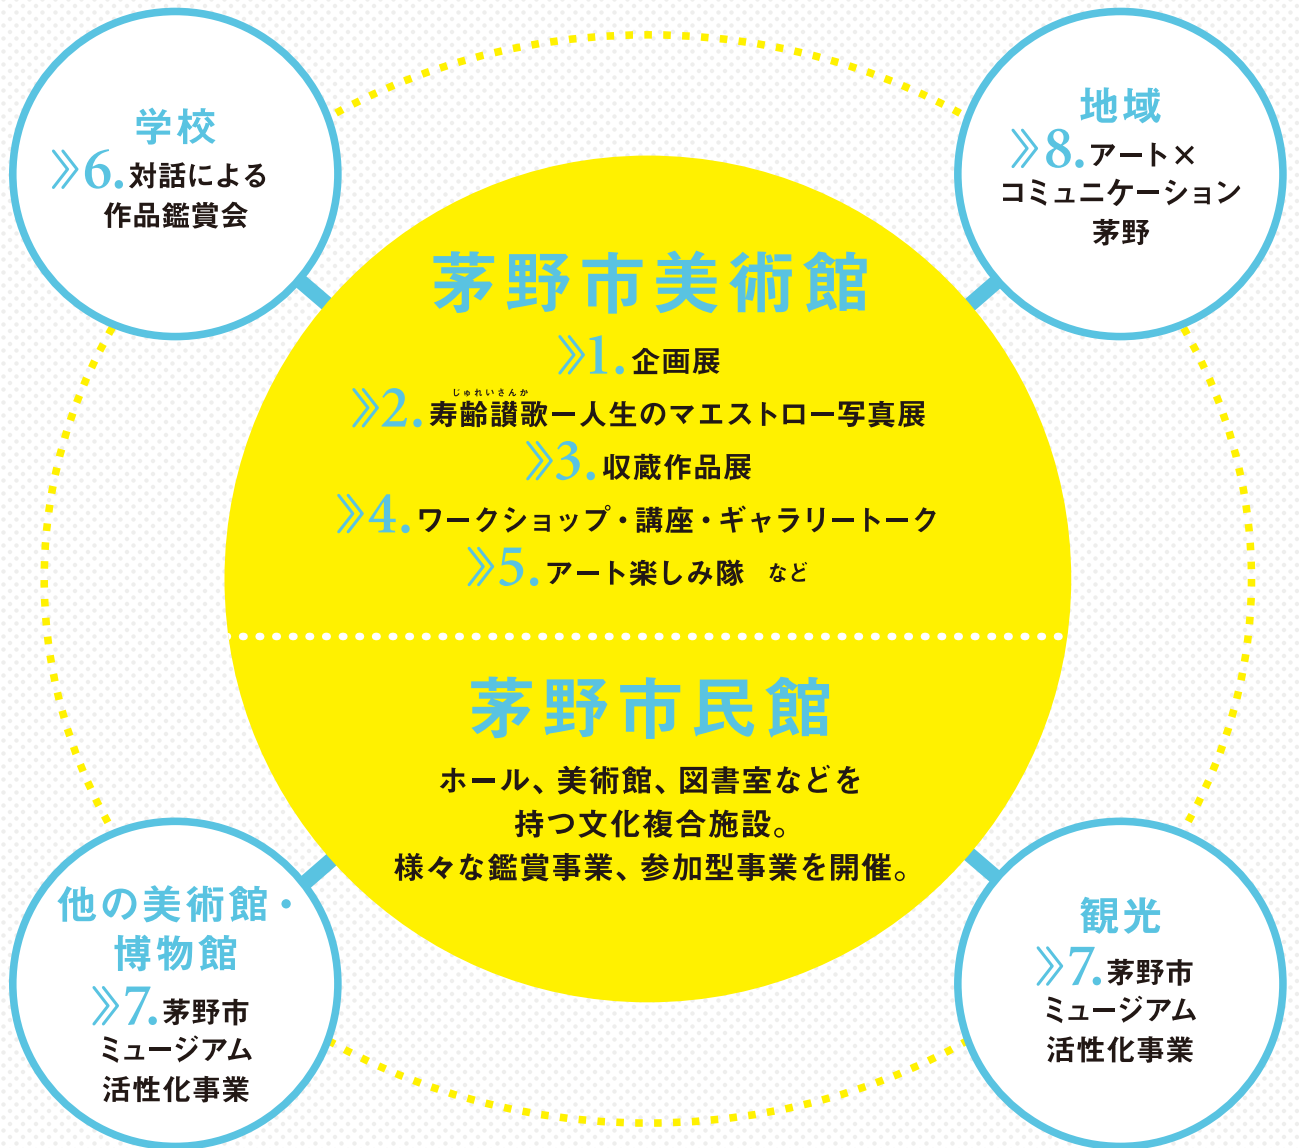 学校
≫6.対話による
作品鑑賞会
地域
≫8.アート×
コミュニケーション
茅野
茅野市美術館
≫1.企画展
じゅれいさんか
≫2.寿齢讃歌ー人生のマエストロー写真展
≫3.収蔵作品展
≫4.ワークショップ・講座・ギャラリートーク
≫5.アート楽しみ隊 など
茅野市民館
ホール、美術館、図書室などを
持つ文化複合施設。
様々な鑑賞事業、参加型事業を開催。
他の美術館・
博物館
≫7.茅野市
ミュージアム
活性化事業
観光
≫7.茅野市
ミュージアム
活性化事業